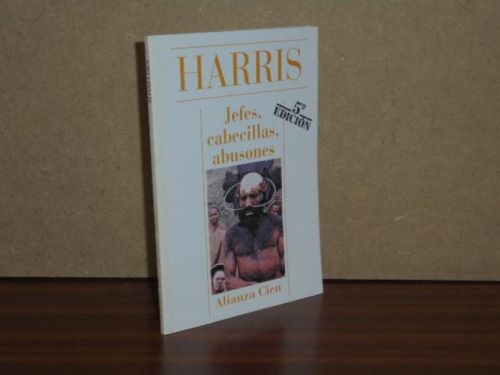 HARRIS
5ª
EDICIÓN
Jefes,
cabecillas,
abusones
Alianza Cien